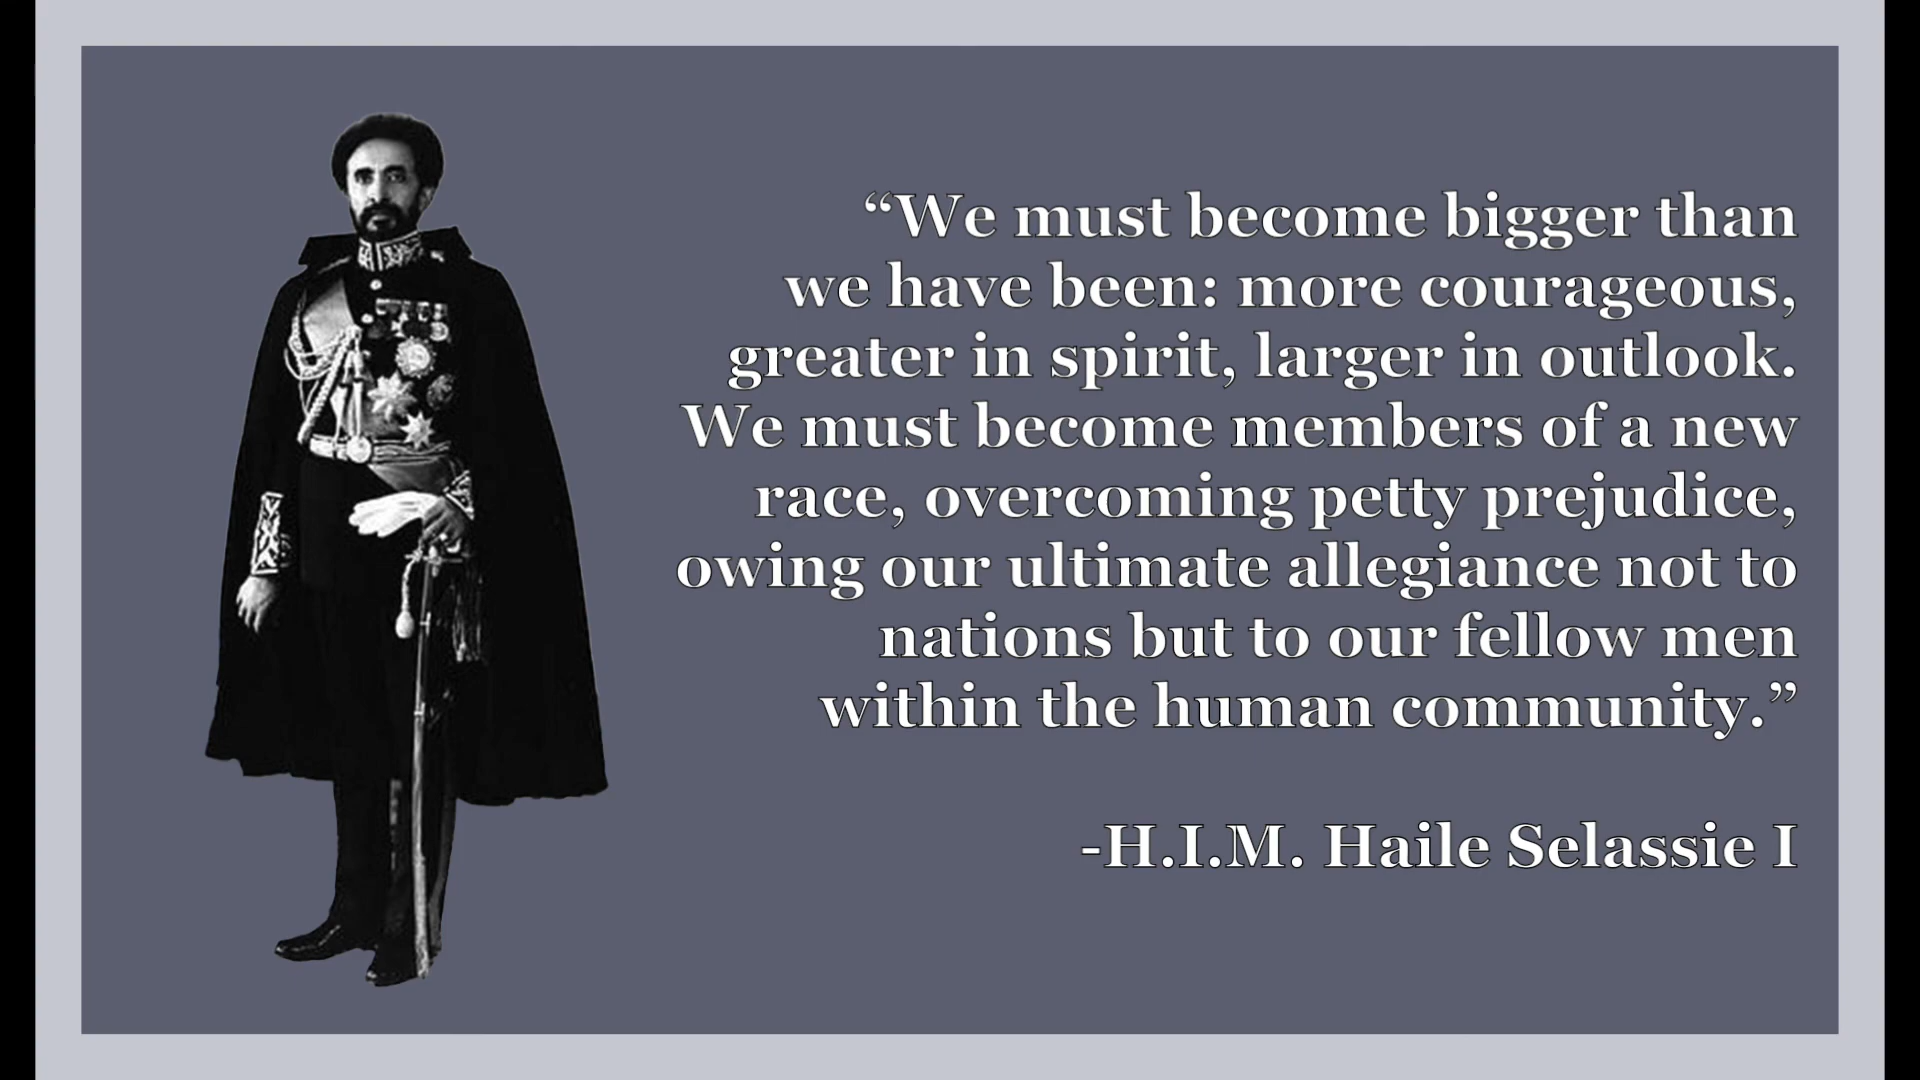 “We must become bigger than
we have been: more courageous,
greater in spirit, larger in outlook.
We must become members of a new
race, overcoming petty prejudice,
owing our ultimate allegiance not to
nations but to our fellow men
within the human community.”
-H.I.M. Haile Selassie I